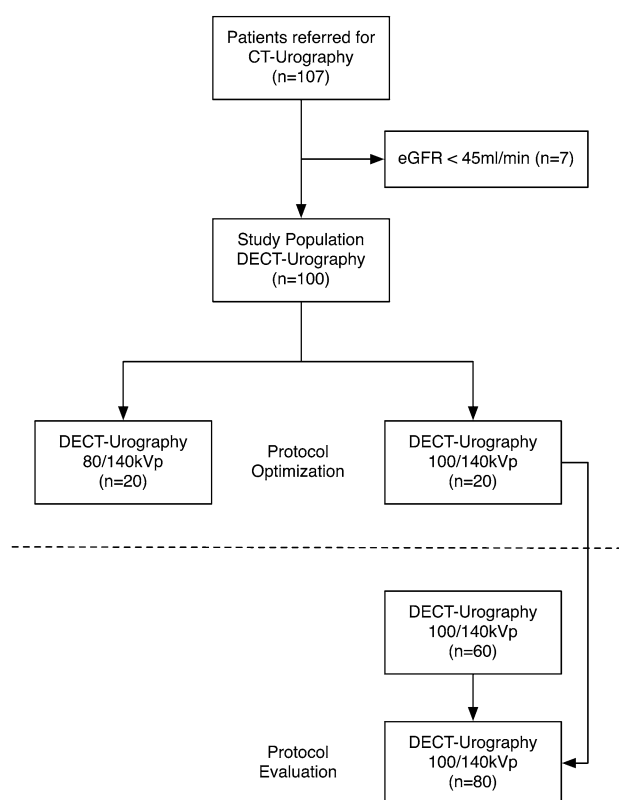 Patients referred for
CT-Urography
(n=107)
eGFR < 45ml/min (n=7)
Study Population
DECT-Urography
(n=100)
DECT-Urography
80/140kVp
(n=20)
Protocol
Optimization
DECT-Urography
100/140kVp
(n=20)
DECT-Urography
100/140kVp
(n=60)
Protocol
Evaluation
DECT-Urography
100/140kVp
(n=80)